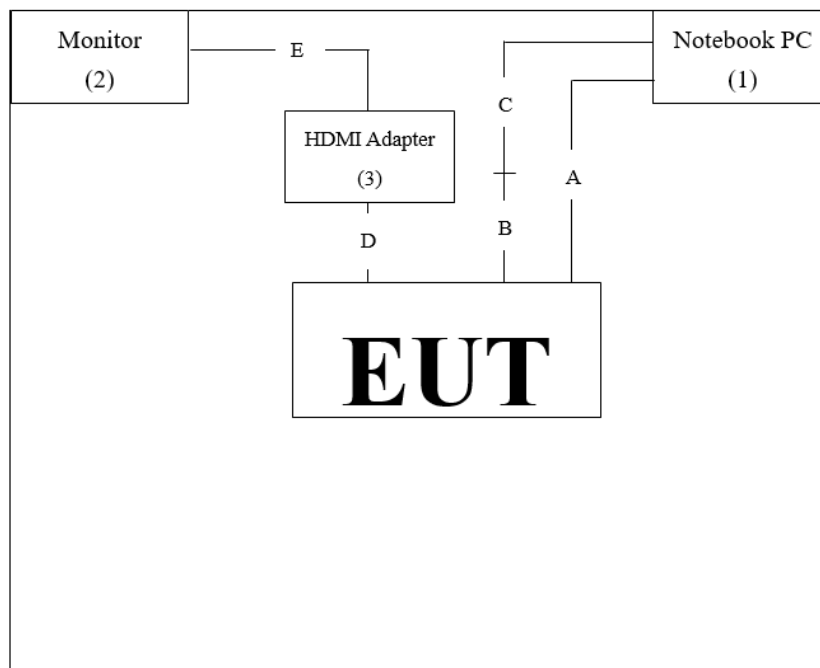 Monitor
(2)
E
Notebook PC
(1)
C
HDMI Adapter
(3)
A
B
D
EUT